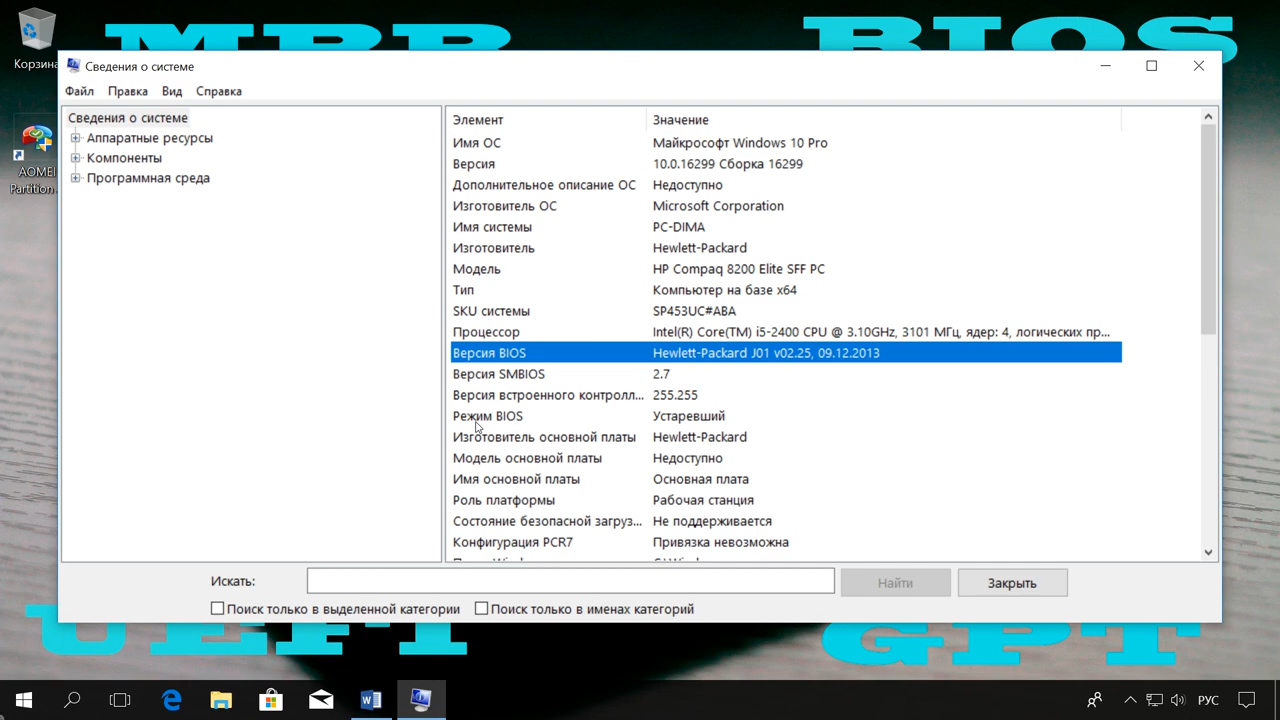 MBR
BIOS
Корзина
AOMEI
Partition
Сведения о системе
Файл Правка Вид Справка
Сведения о системе
Аппаратные ресурсы
Компоненты
Программная среда
Элемент Значение
Имя ОС Майкрософт Windows 10 Pro
Версия 10.0.16299 Сборка 16299
Дополнительное описание ОС Недоступно
Изготовитель ОС Microsoft Corporation
Имя системы PC-DIMA
Изготовитель Hewlett-Packard
Модель HP Compaq 8200 Elite SFF PC
Тип Компьютер на базе x64
SKU системы SP453UC#ABA
Процессор Intel(R) Core(TM) i5-2400 CPU @ 3.10GHz, 3101 МГц, ядер: 4, логических пр...
Версия BIOS Hewlett-Packard J01 v02.25, 09.12.2013
Версия SMBIOS 2.7
Версия встроенного контролл... 255.255
Режим BIOS Устаревший
Изготовитель основной платы Hewlett-Packard
Модель основной платы Недоступно
Имя основной платы Основная плата
Роль платформы Рабочая станция
Состояние безопасной загруз... Не поддерживается
Конфигурация PCR7 Привязка невозможна
Искать: Найти Закрыть
Поиск только в выделенной категории Поиск только в именах категорий
UEFI
GPT
РУС